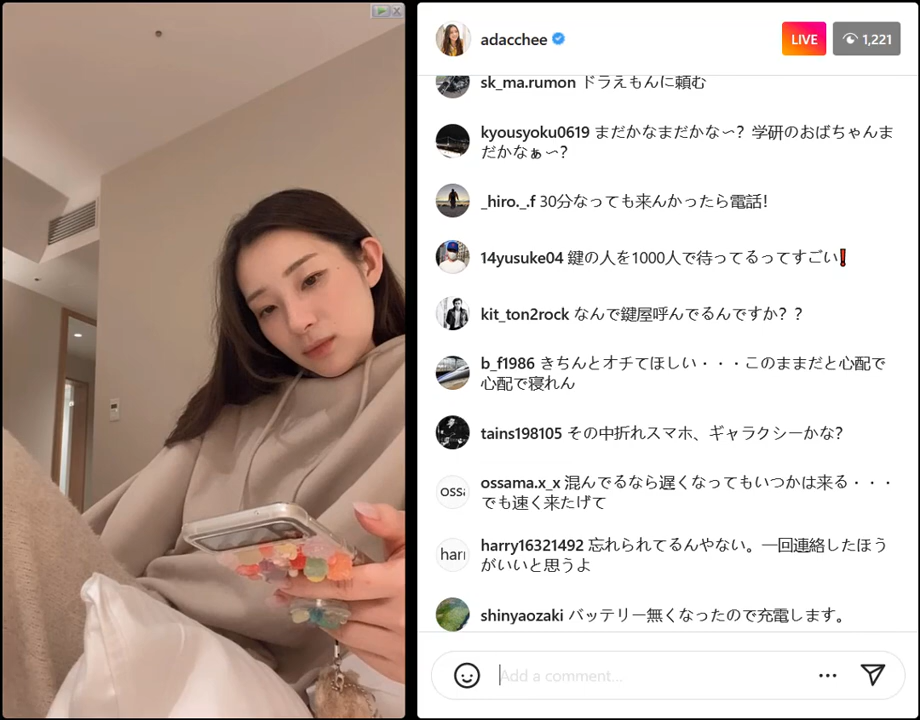 adacchee
LIVE
1,221
sk_ma.rumon ドラえもんに頼む
kyousyoku0619 まだかなまだかな〜? 学研のおばちゃんま
だかなぁ〜?
_hiro._.f 30分なっても来んかったら電話!
14yusuke04 鍵の人を1000人で待ってるってすごい❗
kit_ton2rock なんで鍵屋呼んでるんですか? ?
b_f1986 きちんとオチてほしい・・・このままだと心配で
心配で寝れん
tains198105 その中折れスマホ、ギャラクシーかな?
ossa
ossama.x_x 混んでるなら遅くなってもいつかは来る・・・
でも速く来たげて
harr
harry16321492 忘れられてるんやない。一回連絡したほう
がいいと思うよ
shinyaozaki バッテリー無くなったので充電します。
Add a comment...